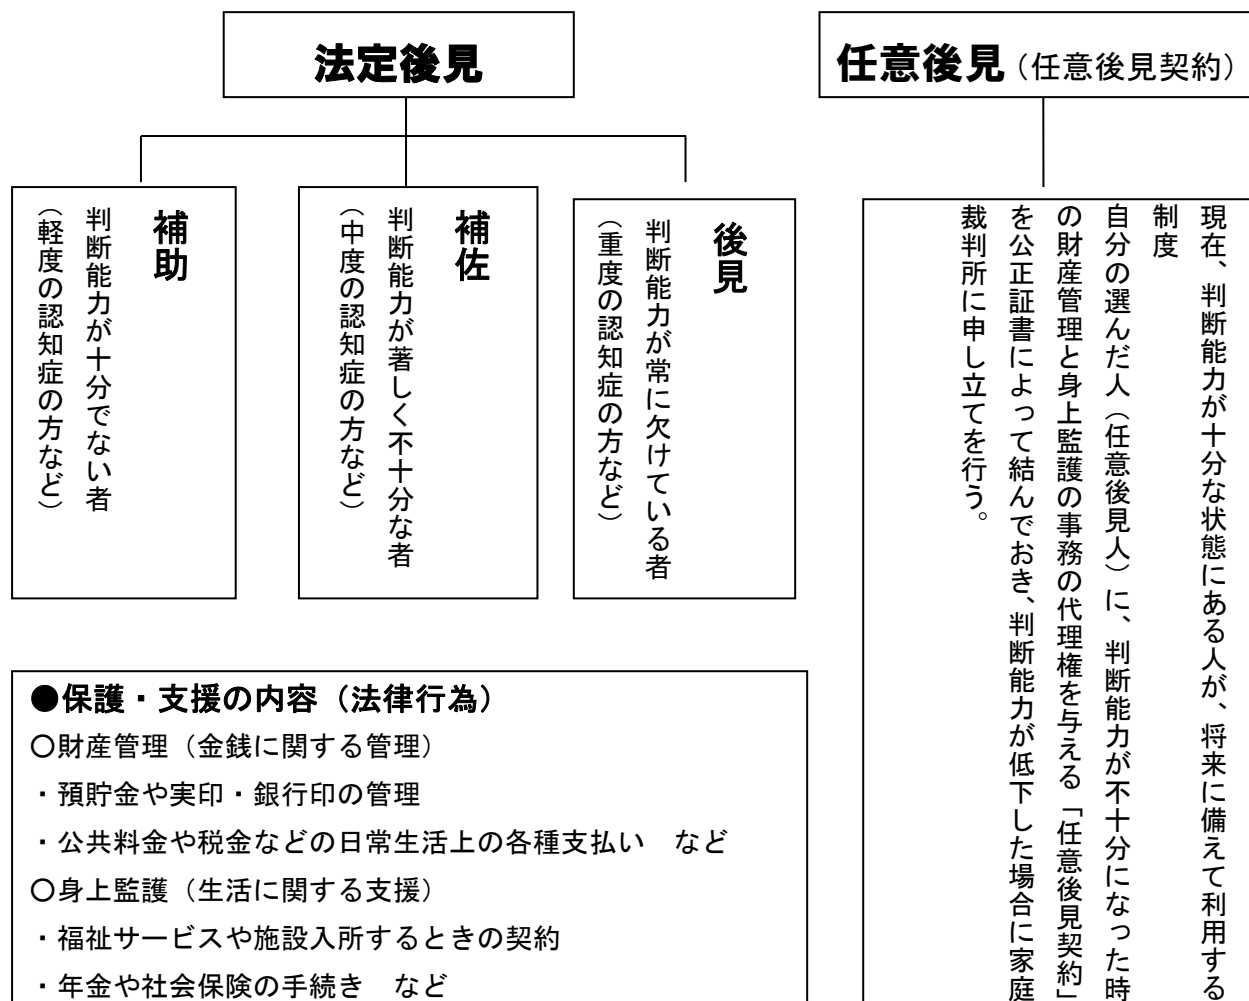 法定後見
任意後見（任意後見契約）
補助
判断能力が十分でない者
（軽度の認知症の方など）
補佐
判断能力が著しく不十分な者
（中度の認知症の方など）
後見
判断能力が常に欠けている者
（重度の認知症の方など）
現在、判断能力が十分な状態にある人が、将来に備えて利用する
制度
自分の選んだ人（任意後見人）に、判断能力が不十分になった時
の財産管理と身上監護の事務の代理権を与える「任意後見契約」
を公正証書によって結んでおき、判断能力が低下した場合に家庭
裁判所に申し立てを行う。
●保護・支援の内容（法律行為）
〇財産管理（金銭に関する管理）
・預貯金や実印・銀行印の管理
・公共料金や税金などの日常生活上の各種支払い　など
〇身上監護（生活に関する支援）
・福祉サービスや施設入所するときの契約
・年金や社会保険の手続き　など